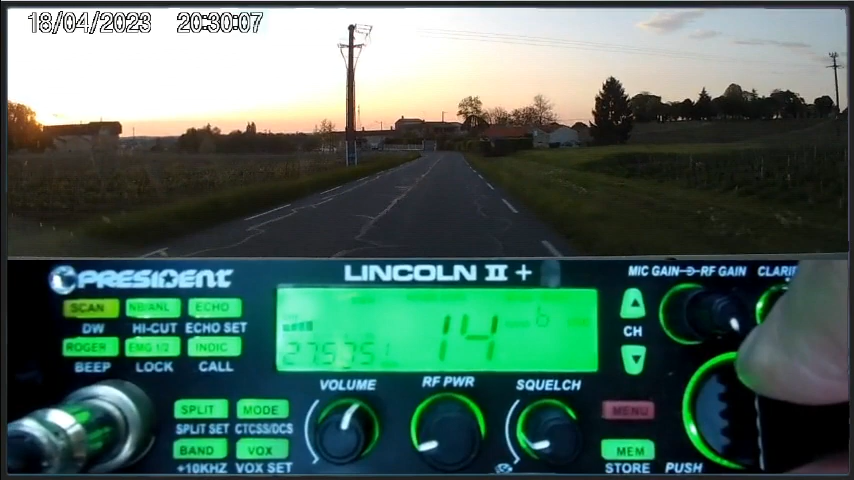 18/04/2023 20:30:07
PRESIDENT LINCOLN II +
MIC GAIN RF GAIN CLARI
SCAN NB/ANL ECHO
DW HI-CUT ECHO SET
ROGER EMG 1/2 INDIC
BEEP LOCK CALL
14
CH
VOLUME RF PWR SQUELCH
SPLIT MODE
SPLIT SET CTCSS/DCS
BAND VOX
+10KHZ VOX SET
MENU
MEM
STORE PUSH